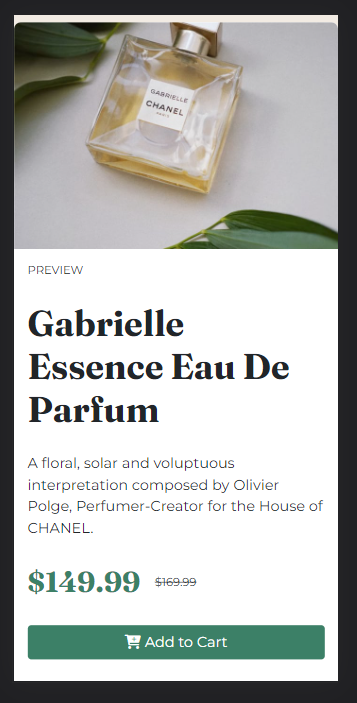 GABRIELLE
CHANEL
PARIS
PREVIEW
Gabrielle
Essence Eau De
Parfum
A floral, solar and voluptuous
interpretation composed by Olivier
Polge, Perfumer-Creator for the House of
CHANEL.
$149.99 $169.99
Add to Cart